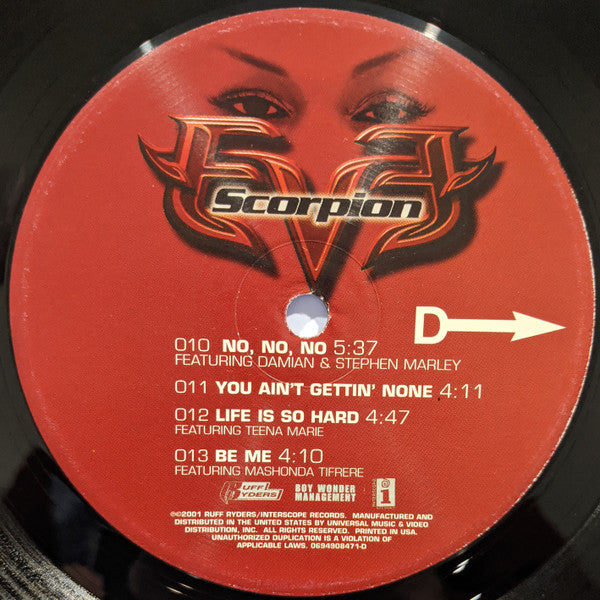 EVE
Scorpion
D
010 NO, NO, NO 5:37
FEATURING DAMIAN & STEPHEN MARLEY
011 YOU AIN'T GETTIN' NONE 4:11
012 LIFE IS SO HARD 4:47
FEATURING TEENA MARIE
013 BE ME 4:10
FEATURING MASHONDA TIFRERE
RUFF RYDERS
BOY WONDER
MANAGEMENT
i
℗©2001 RUFF RYDERS/INTERSCOPE RECORDS. MANUFACTURED AND
DISTRIBUTED IN THE UNITED STATES BY UNIVERSAL MUSIC & VIDEO
DISTRIBUTION, INC. ALL RIGHTS RESERVED. PRINTED IN USA.
UNAUTHORIZED DUPLICATION IS A VIOLATION OF
APPLICABLE LAWS. 0694908471-D